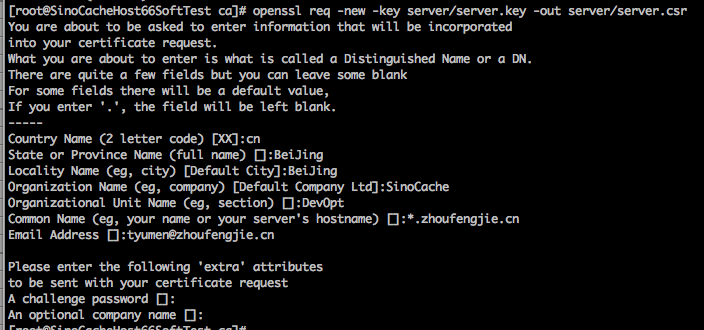 [root@SinoCacheHost66SoftTest ca]# openssl req -new -key server/server.key -out server/server.csr
You are about to be asked to enter information that will be incorporated
into your certificate request.
What you are about to enter is what is called a Distinguished Name or a DN.
There are quite a few fields but you can leave some blank
For some fields there will be a default value,
If you enter '.', the field will be left blank.
-----
Country Name (2 letter code) [XX]:cn
State or Province Name (full name) []:BeiJing
Locality Name (eg, city) [Default City]:BeiJing
Organization Name (eg, company) [Default Company Ltd]:SinoCache
Organizational Unit Name (eg, section) []:DevOpt
Common Name (eg, your name or your server's hostname) []:*.zhoufengjie.cn
Email Address []:tyumen@zhoufengjie.cn

Please enter the following 'extra' attributes
to be sent with your certificate request
A challenge password []:
An optional company name []:
[root@SinoCacheHost66SoftTest ca]#